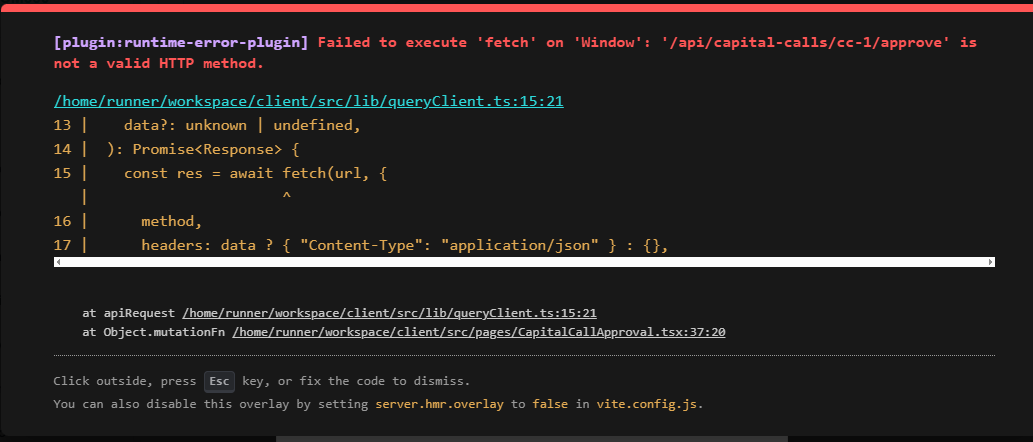 [plugin:runtime-error-plugin] Failed to execute 'fetch' on 'Window': '/api/capital-calls/cc-1/approve' is
not a valid HTTP method.
/home/runner/workspace/client/src/lib/queryClient.ts:15:21
13 |    data?: unknown | undefined,
14 |  ): Promise<Response> {
15 |    const res = await fetch(url, {
   |                      ^
16 |      method,
17 |      headers: data ? { "Content-Type": "application/json" } : {},
at apiRequest /home/runner/workspace/client/src/lib/queryClient.ts:15:21
at Object.mutationFn /home/runner/workspace/client/src/pages/CapitalCallApproval.tsx:37:20
Click outside, press Esc key, or fix the code to dismiss.
You can also disable this overlay by setting server.hmr.overlay to false in vite.config.js.